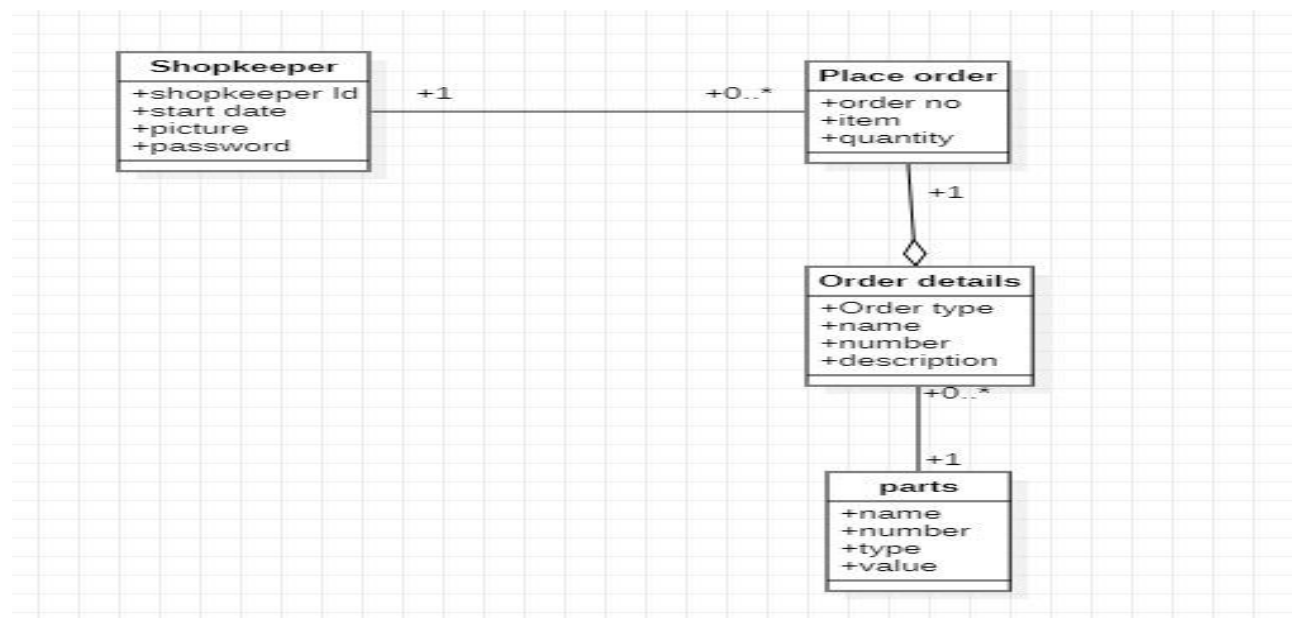 Shopkeeper
+shopkeeper Id
+start date
+picture
+password
+1
+0..*
Place order
+order no
+item
+quantity
+1
Order details
+Order type
+name
+number
+description
+0..*
+1
parts
+name
+number
+type
+value